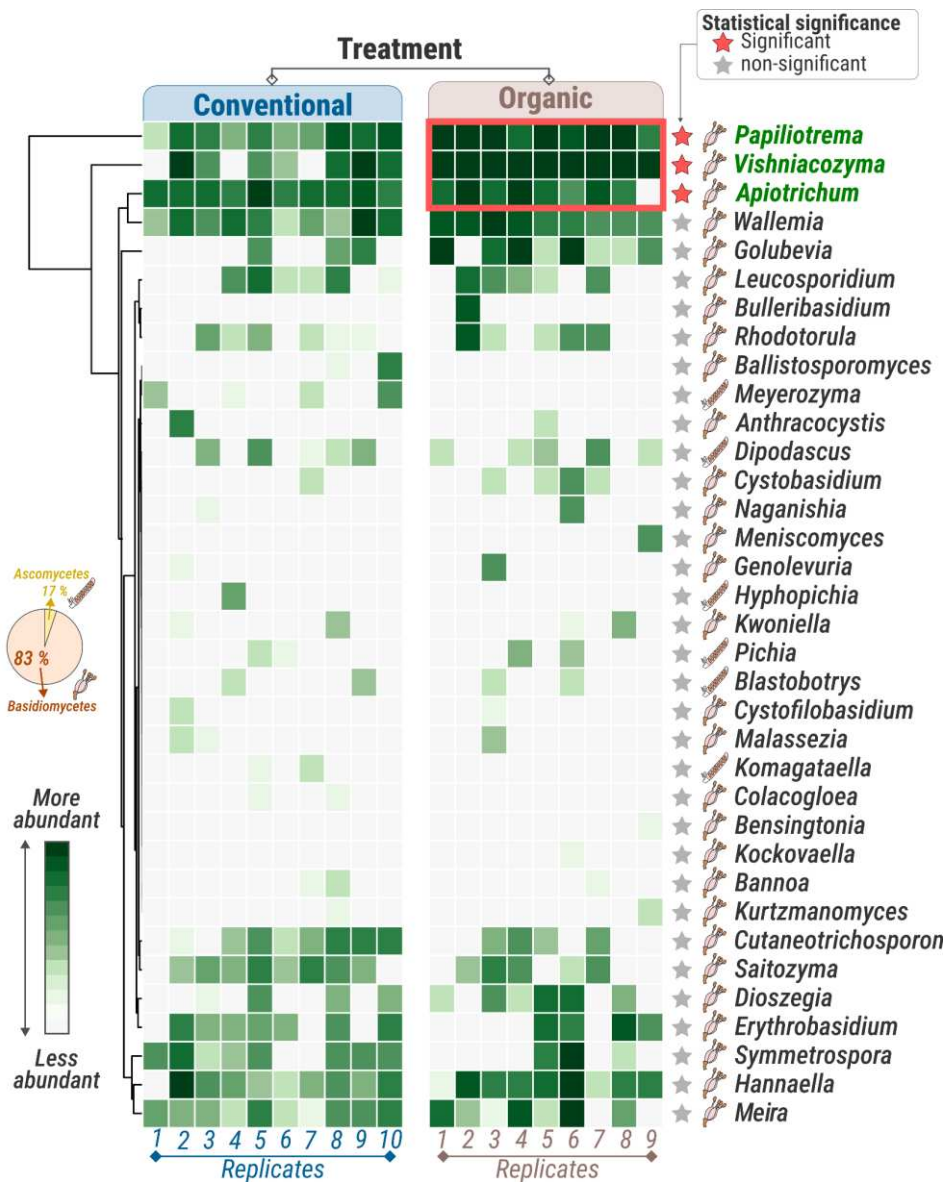 Statistical significance
Significant
non-significant
Treatment
Conventional
Organic
Papiliotrema
Vishniacozyma
Apiotrichum
Wallemia
Golubevia
Leucosporidium
Bulleribasidium
Rhodotorula
Ballistosporomyces
Meyerozyma
Anthracocystis
Dipodascus
Cystobasidium
Naganishia
Meniscomyces
Genolevuria
Hyphopichia
Kwoniella
Pichia
Blastobotrys
Cystofilobasidium
Malassezia
Komagataella
Colacogloea
Bensingtonia
Kockovaella
Bannoa
Kurtzmanomyces
Cutaneotrichosporon
Saitozyma
Dioszegia
Erythrobasidium
Symmetrospora
Hannaella
Meira
Ascomycetes
17 %
83 %
Basidiomycetes
More
abundant
Less
abundant
1 2 3 4 5 6 7 8 9 10
Replicates
1 2 3 4 5 6 7 8 9
Replicates